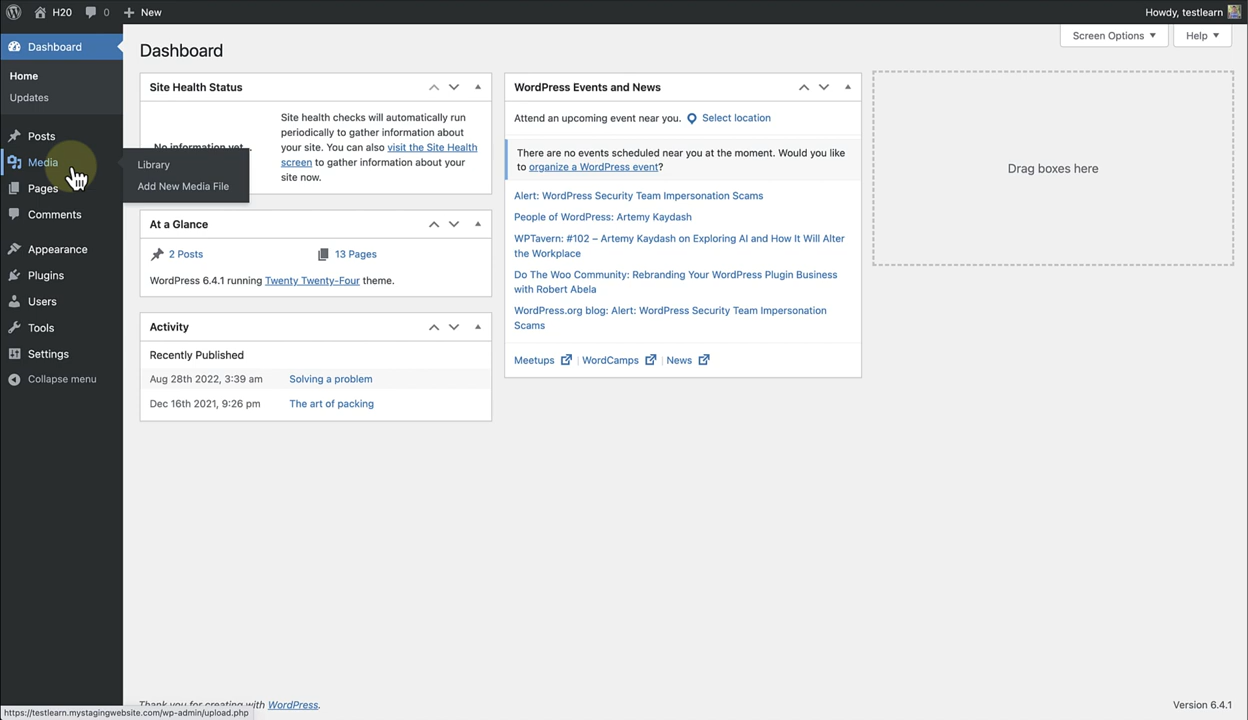 H20 0 New Howdy, testlearn
Dashboard
Home
Updates
Posts
Media
Pages
Comments
Appearance
Plugins
Users
Tools
Settings
Collapse menu
Library
Add New Media File
Dashboard
Screen Options ▼ Help ▼
Site Health Status
No information yet...
Site health checks will automatically run
periodically to gather information about
your site. You can also visit the Site Health
screen to gather information about your
site now.
At a Glance
2 Posts 13 Pages
WordPress 6.4.1 running Twenty Twenty-Four theme.
Activity
Recently Published
Aug 28th 2022, 3:39 am Solving a problem
Dec 16th 2021, 9:26 pm The art of packing
WordPress Events and News
Attend an upcoming event near you. Select location
There are no events scheduled near you at the moment. Would you like
to organize a WordPress event?
Alert: WordPress Security Team Impersonation Scams
People of WordPress: Artemy Kaydash
WPTavern: #102 – Artemy Kaydash on Exploring AI and How It Will Alter
the Workplace
Do The Woo Community: Rebranding Your WordPress Plugin Business
with Robert Abela
WordPress.org blog: Alert: WordPress Security Team Impersonation
Scams
Meetups | WordCamps | News
Drag boxes here
Thank you for creating with WordPress.
Version 6.4.1
https://testlearn.mystagingwebsite.com/wp-admin/upload.php